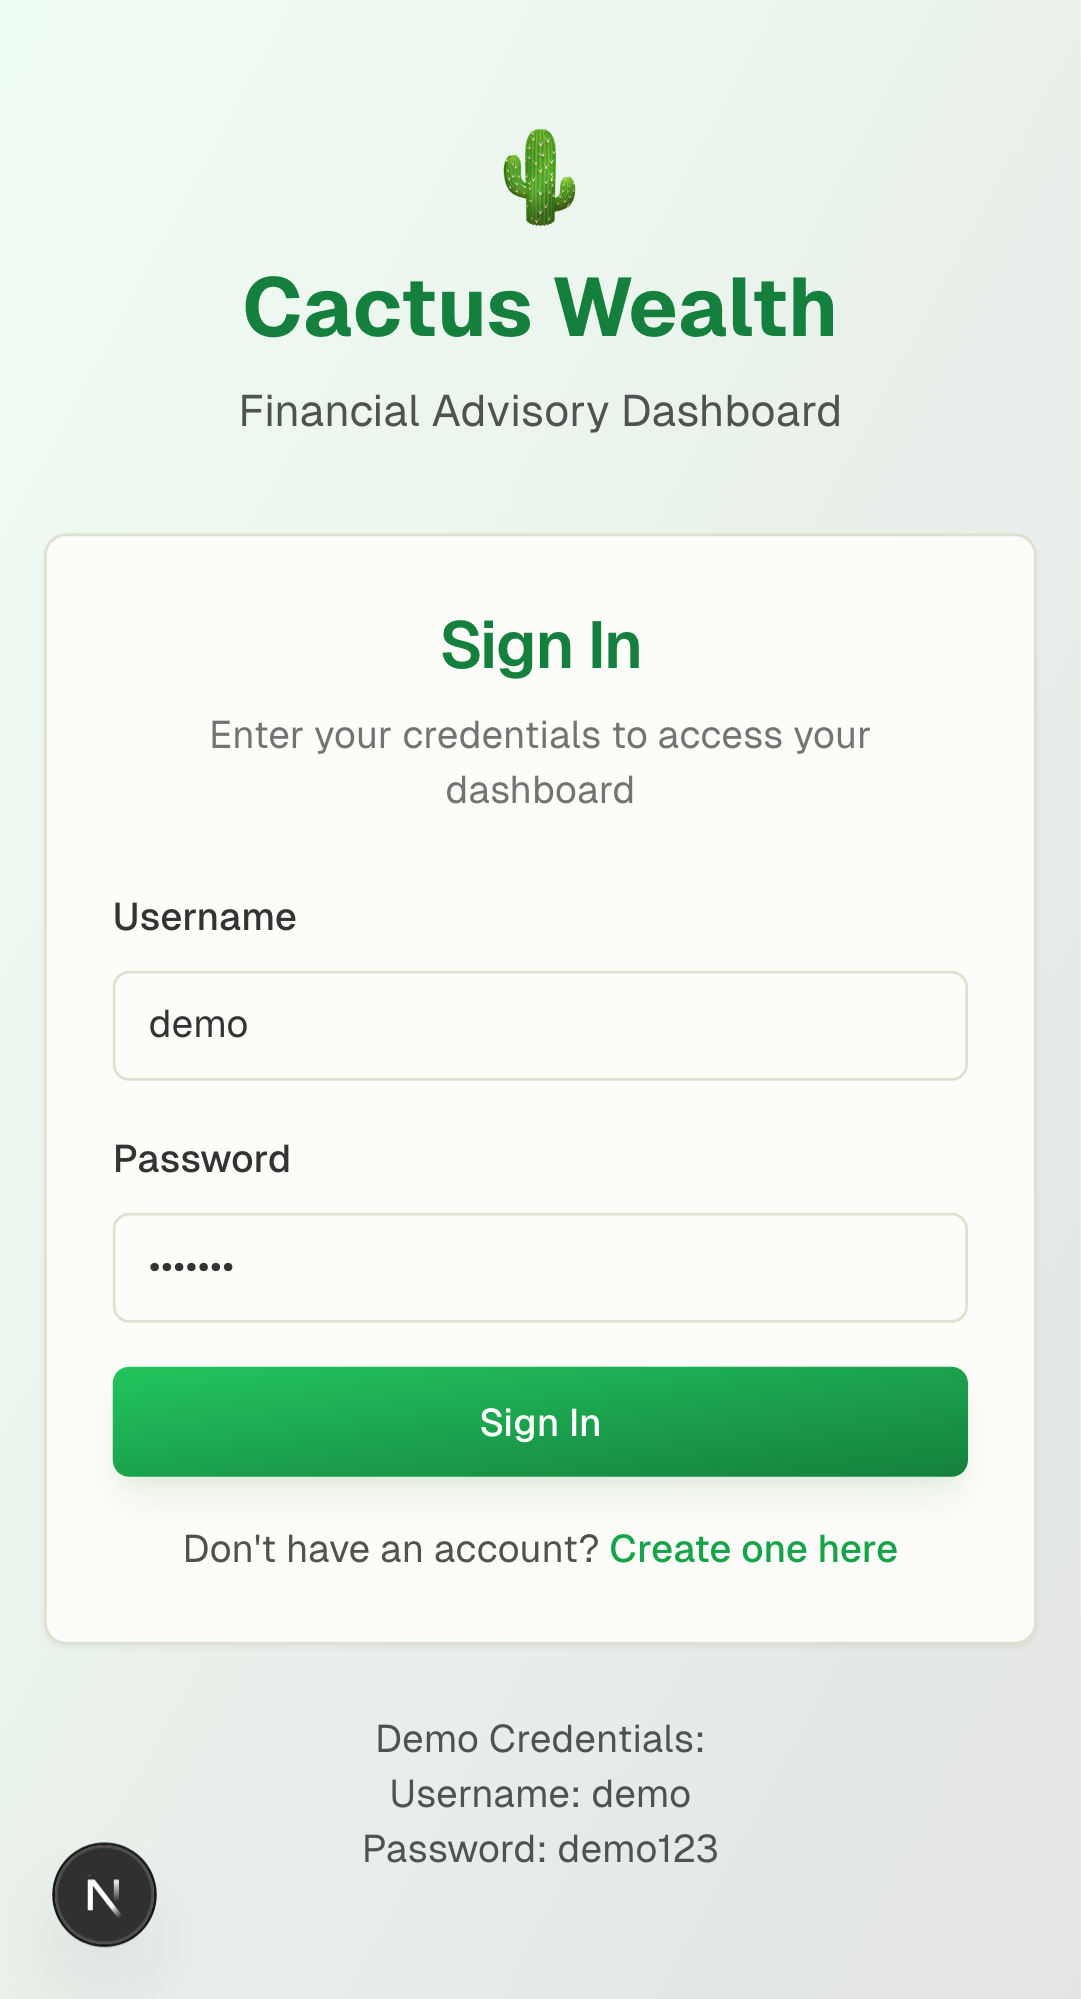 Cactus Wealth
Financial Advisory Dashboard
Sign In
Enter your credentials to access your
dashboard
Username
demo
Password
•••••••
Sign In
Don't have an account? Create one here
Demo Credentials:
Username: demo
Password: demo123
N